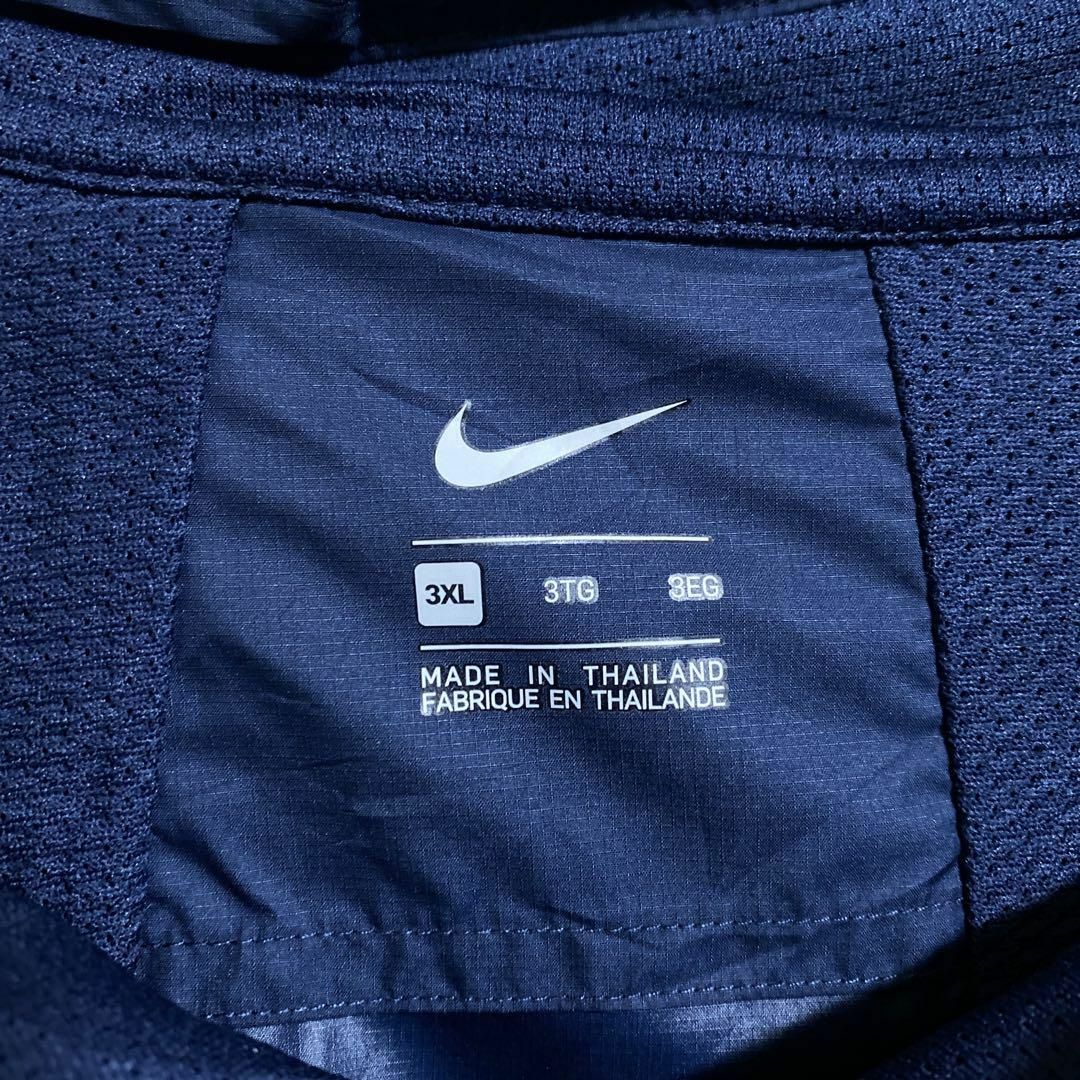 3XL 3TG 3EG
MADE IN THAILAND
FABRIQUE EN THAILANDE